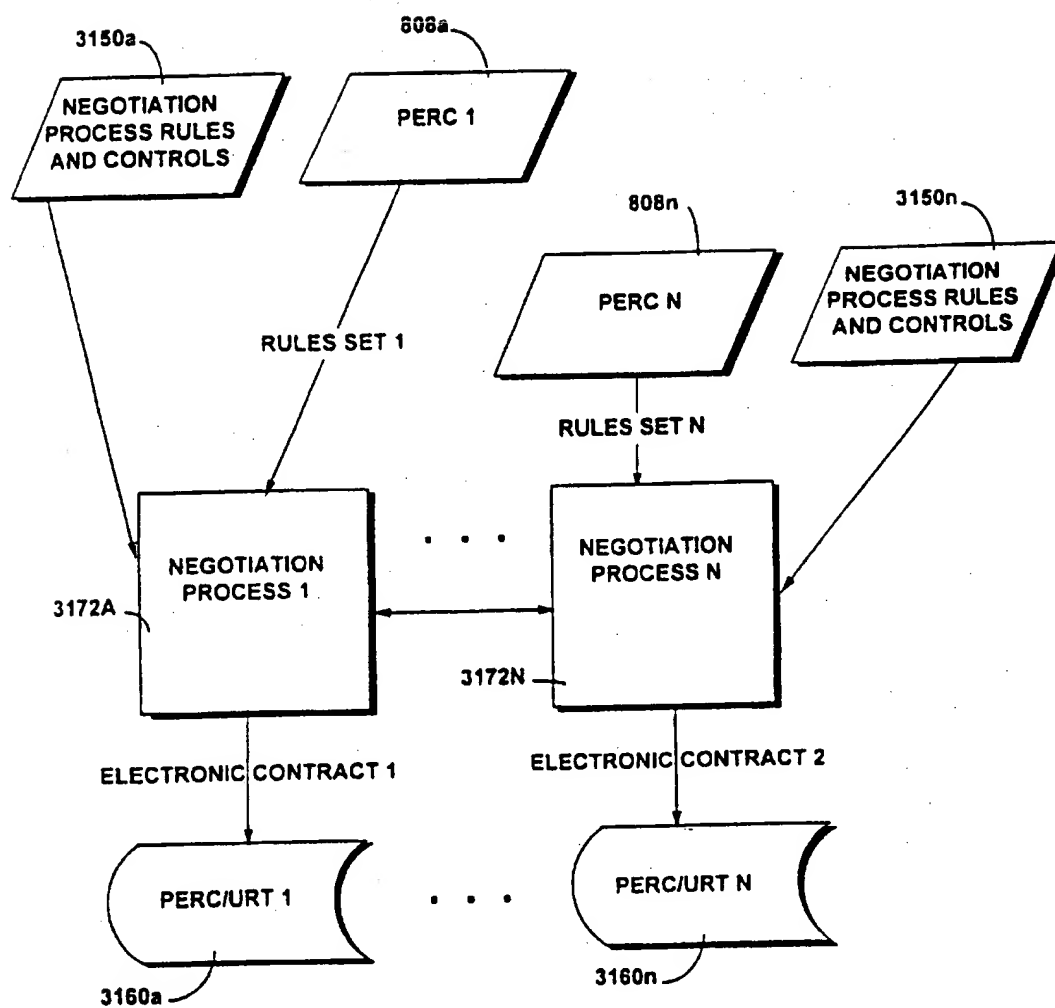 3150a
808a
NEGOTIATION
PROCESS RULES
AND CONTROLS
PERC 1
808n
3150n
PERC N
NEGOTIATION
PROCESS RULES
AND CONTROLS
RULES SET 1
RULES SET N
NEGOTIATION
PROCESS 1
NEGOTIATION
PROCESS N
3172A
3172N
ELECTRONIC CONTRACT 1
ELECTRONIC CONTRACT 2
PERC/URT 1
PERC/URT N
3160a
3160n